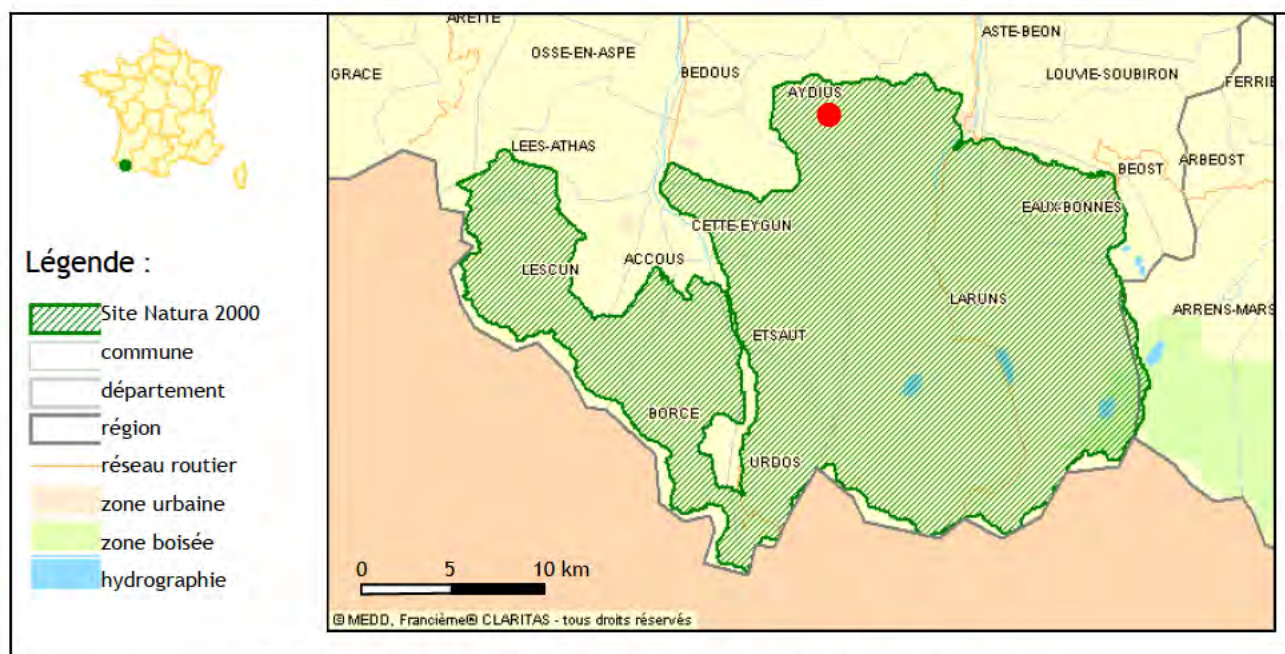 Légende :
Site Natura 2000
commune
département
région
réseau routier
zone urbaine
zone boisée
hydrographie
ARETTE
ASTE-BEON
OSSE-EN-ASPE
GRACE
BEDOUS
LOUVIE-SOUBIRON
FERRIE
AYDIUS
LEES-ATHAS
ARBEOST
BEOST
EAUX-BONNES
CETTE-EYGUN
ACCOUS
LESCUN
LARUNS
ARRENS-MARS
ETSAUT
BORCE
URDOS
0 5 10 km
© MEDD, Francième® CLARITAS - tous droits réservés